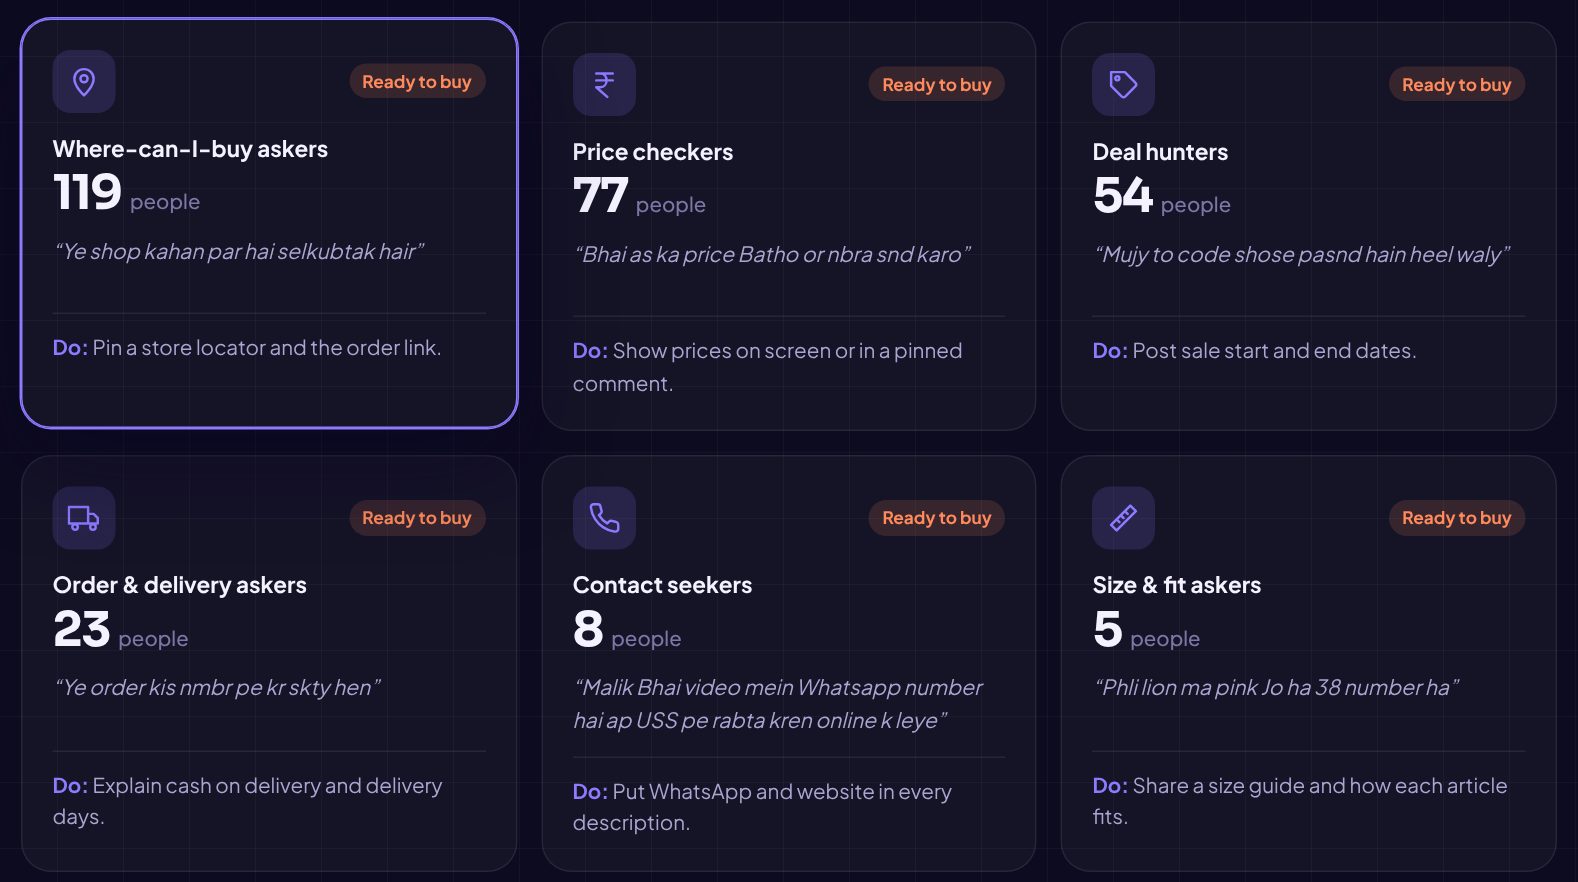 Ready to buy
Where-can-I-buy askers
119 people
“Ye shop kahan par hai selkubtak hair”
Do: Pin a store locator and the order link.
Ready to buy
Price checkers
77 people
“Bhai as ka price Batho or nbra snd karo”
Do: Show prices on screen or in a pinned
comment.
Ready to buy
Deal hunters
54 people
“Mujy to code shose pasnd hain heel waly”
Do: Post sale start and end dates.
Ready to buy
Order & delivery askers
23 people
“Ye order kis nmbr pe kr skty hen”
Do: Explain cash on delivery and delivery
days.
Ready to buy
Contact seekers
8 people
“Malik Bhai video mein Whatsapp number
hai ap USS pe rabta kren online k leye”
Do: Put WhatsApp and website in every
description.
Ready to buy
Size & fit askers
5 people
“Phli lion ma pink Jo ha 38 number ha”
Do: Share a size guide and how each article
fits.